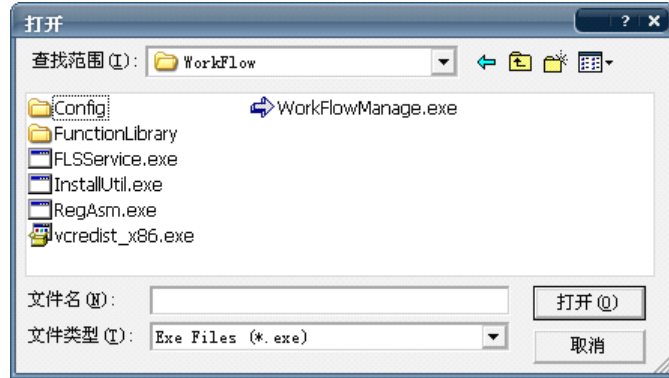 打开
查找范围(I): WorkFlow
Config WorkFlowManage.exe
FunctionLibrary
FLSService.exe
InstallUtil.exe
RegAsm.exe
vcredist_x86.exe
文件名(N): 打开(O)
文件类型(T): Exe Files (*.exe) 取消